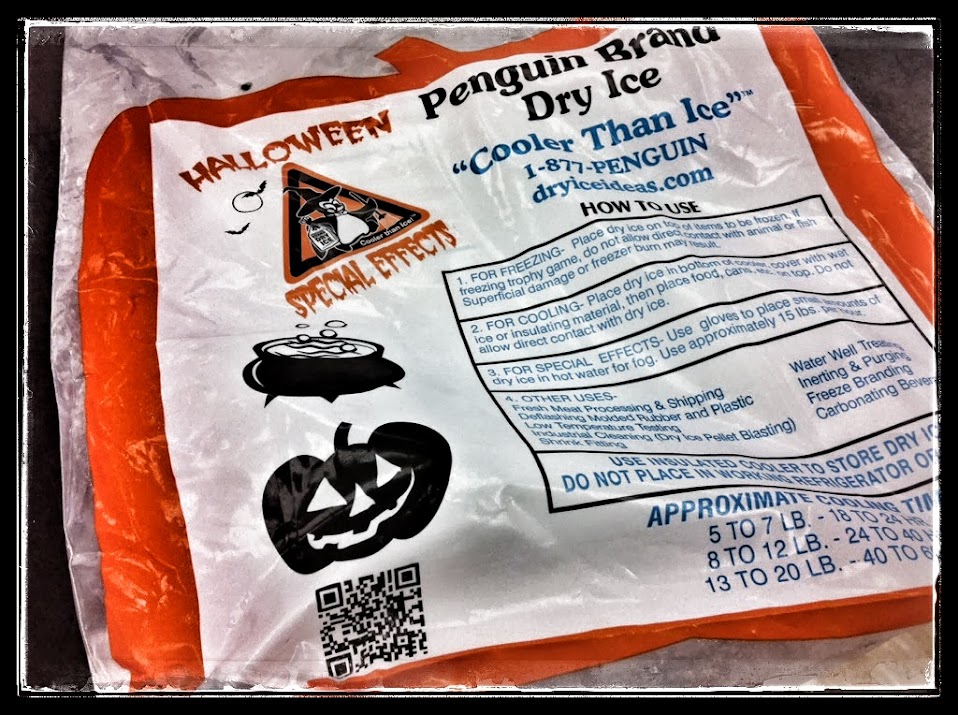 Penguin Brand
Dry Ice
"Cooler Than Ice"™
1-877-PENGUIN
dryiceideas.com
HALLOWEEN
Cooler than Ice!™
SPECIAL EFFECTS
HOW TO USE
1. FOR FREEZING- Place dry ice on top of items to be frozen. If
freezing trophy game, do not allow direct contact with animal or fish
Superficial damage or freezer burn may result.
2. FOR COOLING- Place dry ice in bottom of cooler, cover with wet
ice or insulating material, then place food, cans, etc. on top. Do not
allow direct contact with dry ice.
3. FOR SPECIAL EFFECTS- Use gloves to place small amounts of
dry ice in hot water for fog. Use approximately 15 lbs. per hour.
4. OTHER USES-
Fresh Meat Processing & Shipping
Deflashing Molded Rubber and Plastic
Low Temperature Testing
Industrial Cleaning (Dry Ice Pellet Blasting)
Shrink Fitting
Water Well
Inerting & Purging
Freeze Branding
Carbonating
USE INSULATED COOLER TO STORE DRY
DO NOT PLACE IN WORKING REFRIGERATOR OR
APPROXIMATE COOLING
5 TO 7 LB. - 18 TO 24 HR
8 TO 12 LB. - 24 TO 40
13 TO 20 LB. - 40 TO